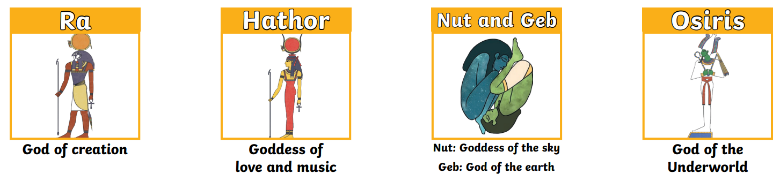 Ra
God of creation
Hathor
Goddess of
love and music
Nut and Geb
Nut: Goddess of the sky
Geb: God of the earth
Osiris
God of the
Underworld